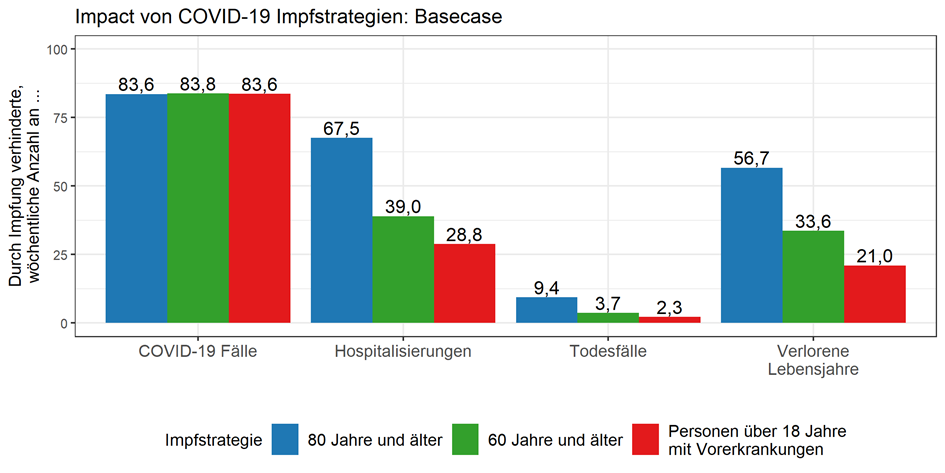 Impact von COVID-19 Impfstrategien: Basecase
Durch Impfung verhinderte,
wöchentliche Anzahl an ...
100
75
50
25
0
83,6
83,8
83,6
67,5
39,0
28,8
9,4
3,7
2,3
56,7
33,6
21,0
COVID-19 Fälle
Hospitalisierungen
Todesfälle
Verlorene
Lebensjahre
Impfstrategie
80 Jahre und älter
60 Jahre und älter
Personen über 18 Jahre
mit Vorerkrankungen